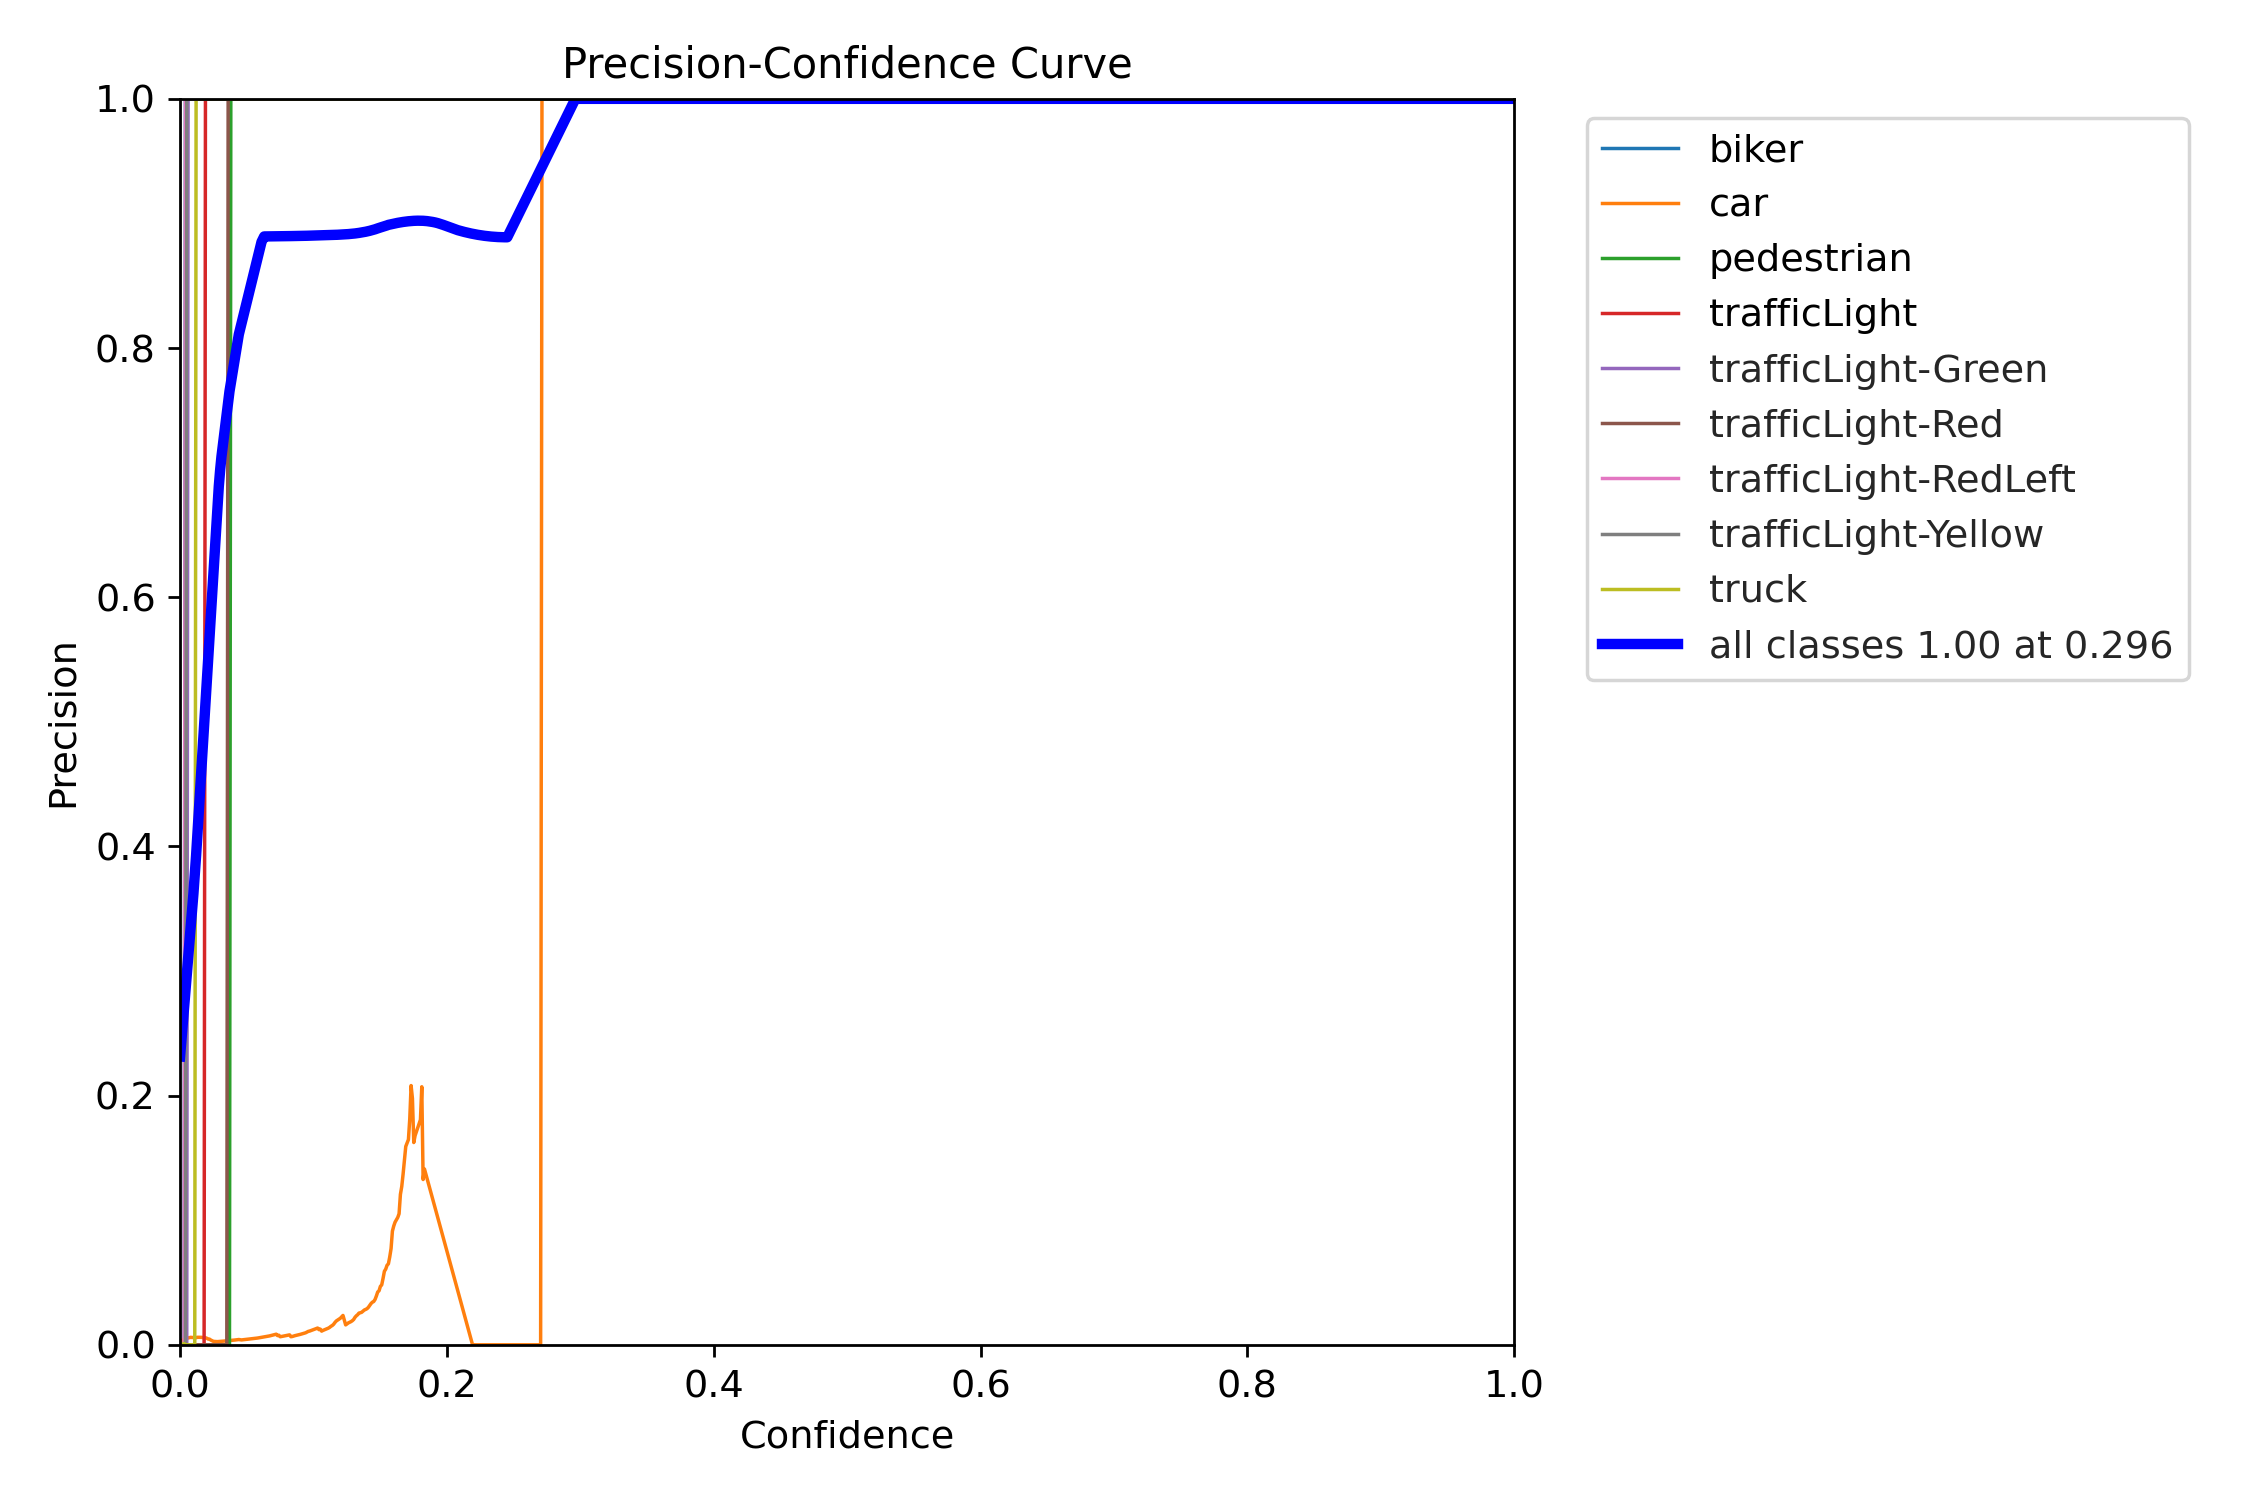 Precision-Confidence Curve
1.0
0.8
0.6
0.4
0.2
0.0
Precision
0.0 0.2 0.4 0.6 0.8 1.0
Confidence
biker
car
pedestrian
trafficLight
trafficLight-Green
trafficLight-Red
trafficLight-RedLeft
trafficLight-Yellow
truck
all classes 1.00 at 0.296